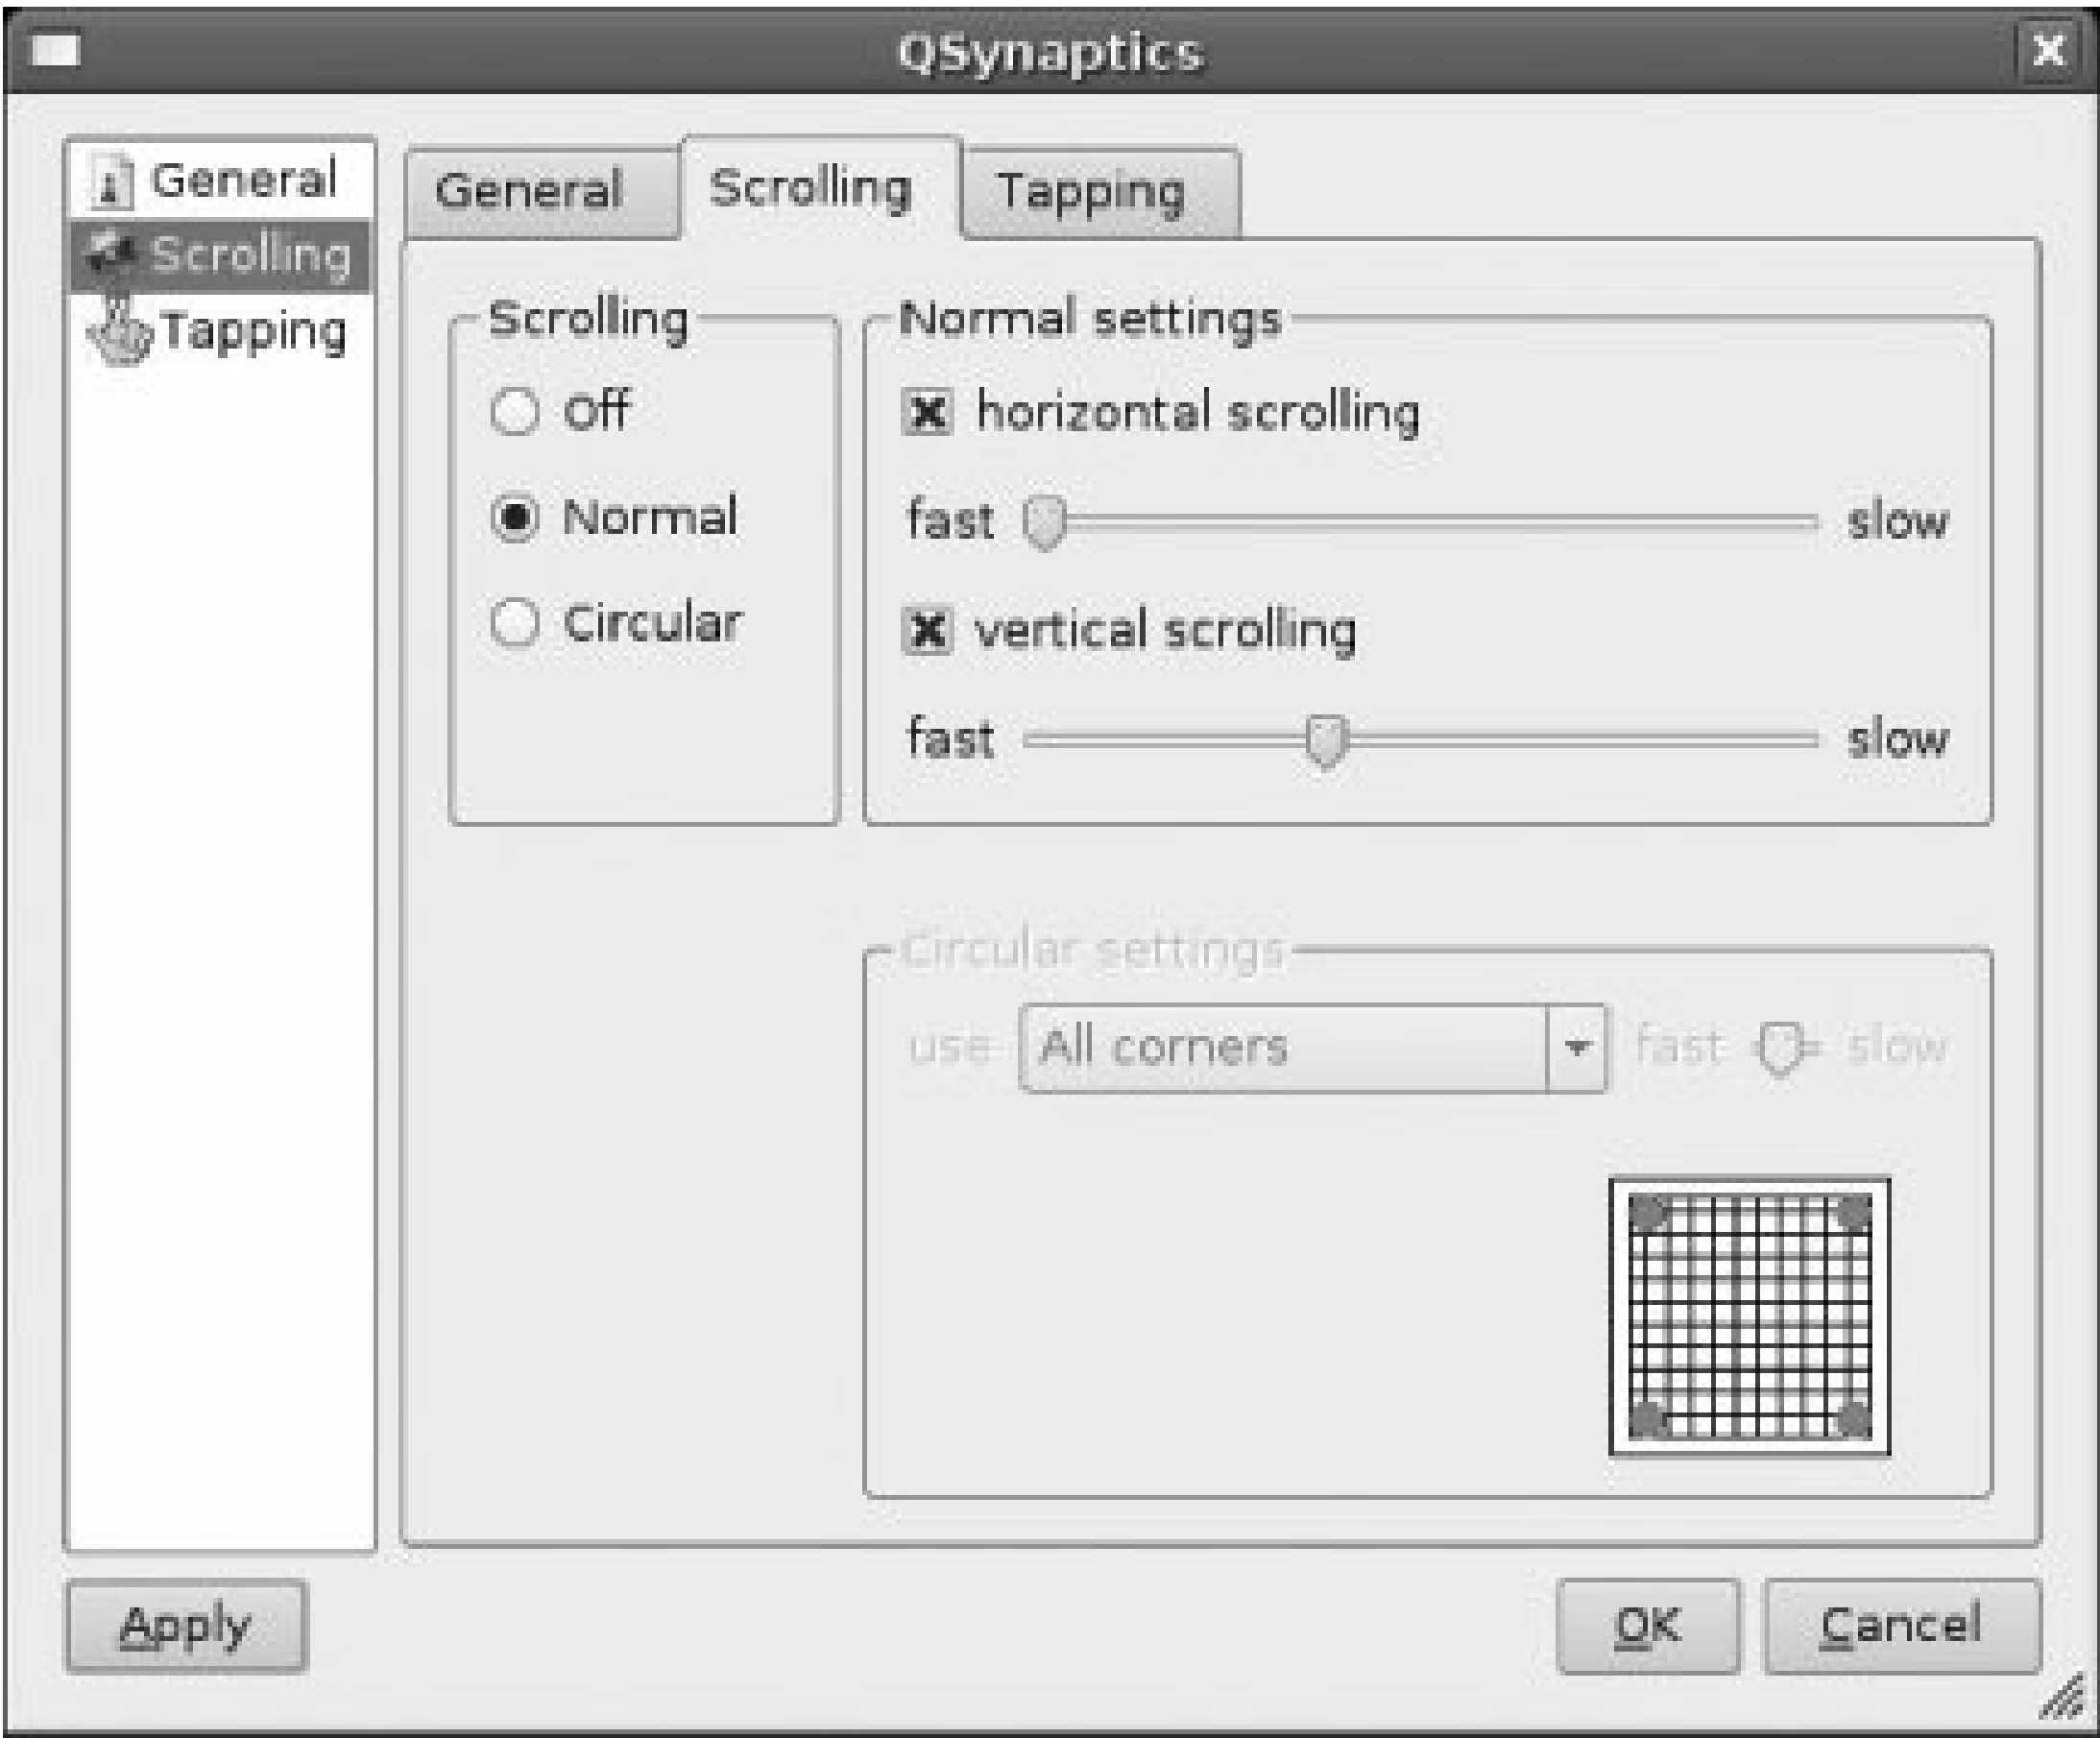 QSynaptics
General
Scrolling
Tapping
General Scrolling Tapping
Scrolling
Off
Normal
Circular
Normal settings
horizontal scrolling
fast slow
vertical scrolling
fast slow
Circular settings
use All corners fast slow
Apply OK Cancel